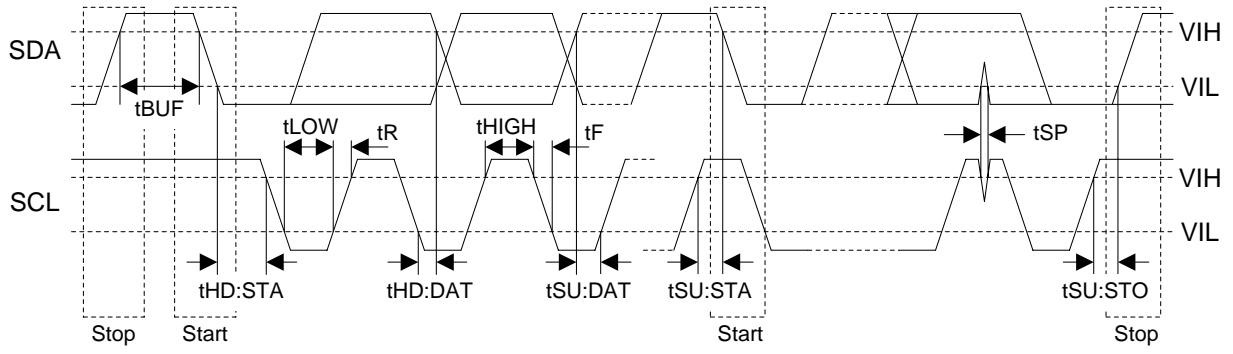 SDA
VIH
VIL
tBUF
tLOW
tR
tHIGH
tF
tSP
SCL
VIH
VIL
tHD:STA
tHD:DAT
tSU:DAT
tSU:STA
tSU:STO
Stop
Start
Start
Stop